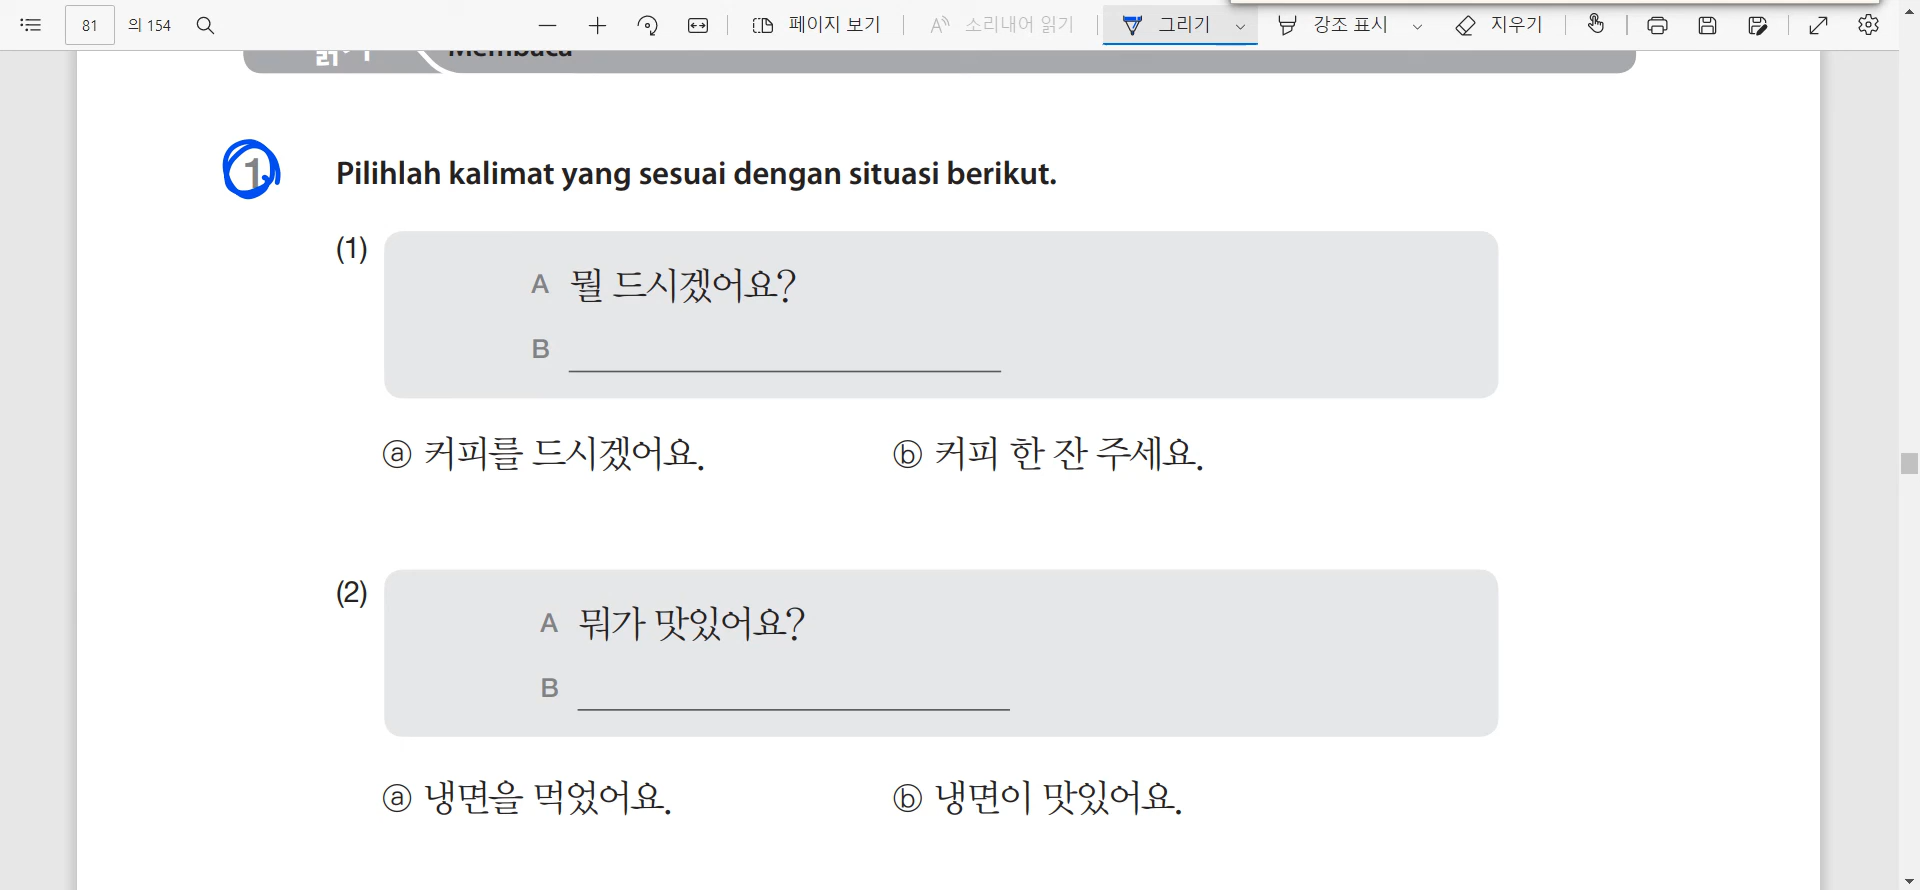 81 의 154 페이지 보기 소리내어 읽기 그리기 강조 표시 지우기
Membaca
1 Pilihlah kalimat yang sesuai dengan situasi berikut.
(1)
A 뭘 드시겠어요?
B
ⓐ 커피를 드시겠어요. ⓑ 커피 한 잔 주세요.
(2)
A 뭐가 맛있어요?
B
ⓐ 냉면을 먹었어요. ⓑ 냉면이 맛있어요.